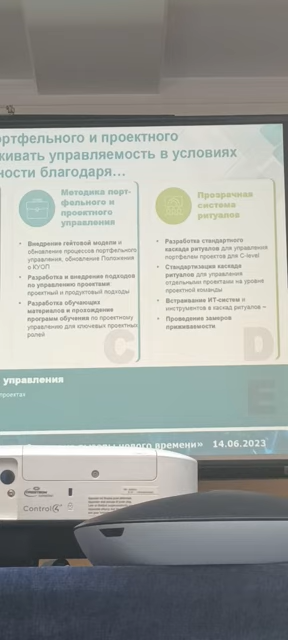 ортфельного и проектного
живать управляемость в условиях
ности благодаря...
Методика порт-
фельного и
проектного
управления
• Внедрение гейтовой модели и
обновление процессов портфельного
управления, обновление Положения
о КУОП
• Разработка и внедрение подходов
по управлению проектами:
проектный и продуктовый подходы
• Разработка обучающих
материалов и прохождение
программ обучения по проектному
управлению для ключевых проектных
ролей
C
Прозрачная
система
ритуалов
• Разработка стандартного
каскада ритуалов для управления
портфелем проектов для C-level
• Стандартизация каскада
ритуалов для управления
отдельными проектами на уровне
проектной команды
• Встраивание ИТ-систем и
инструментов в каскад ритуалов –
• Проведение замеров
приживаемости
D
E
управления
проектах
нового времени» 14.06.2023
Control